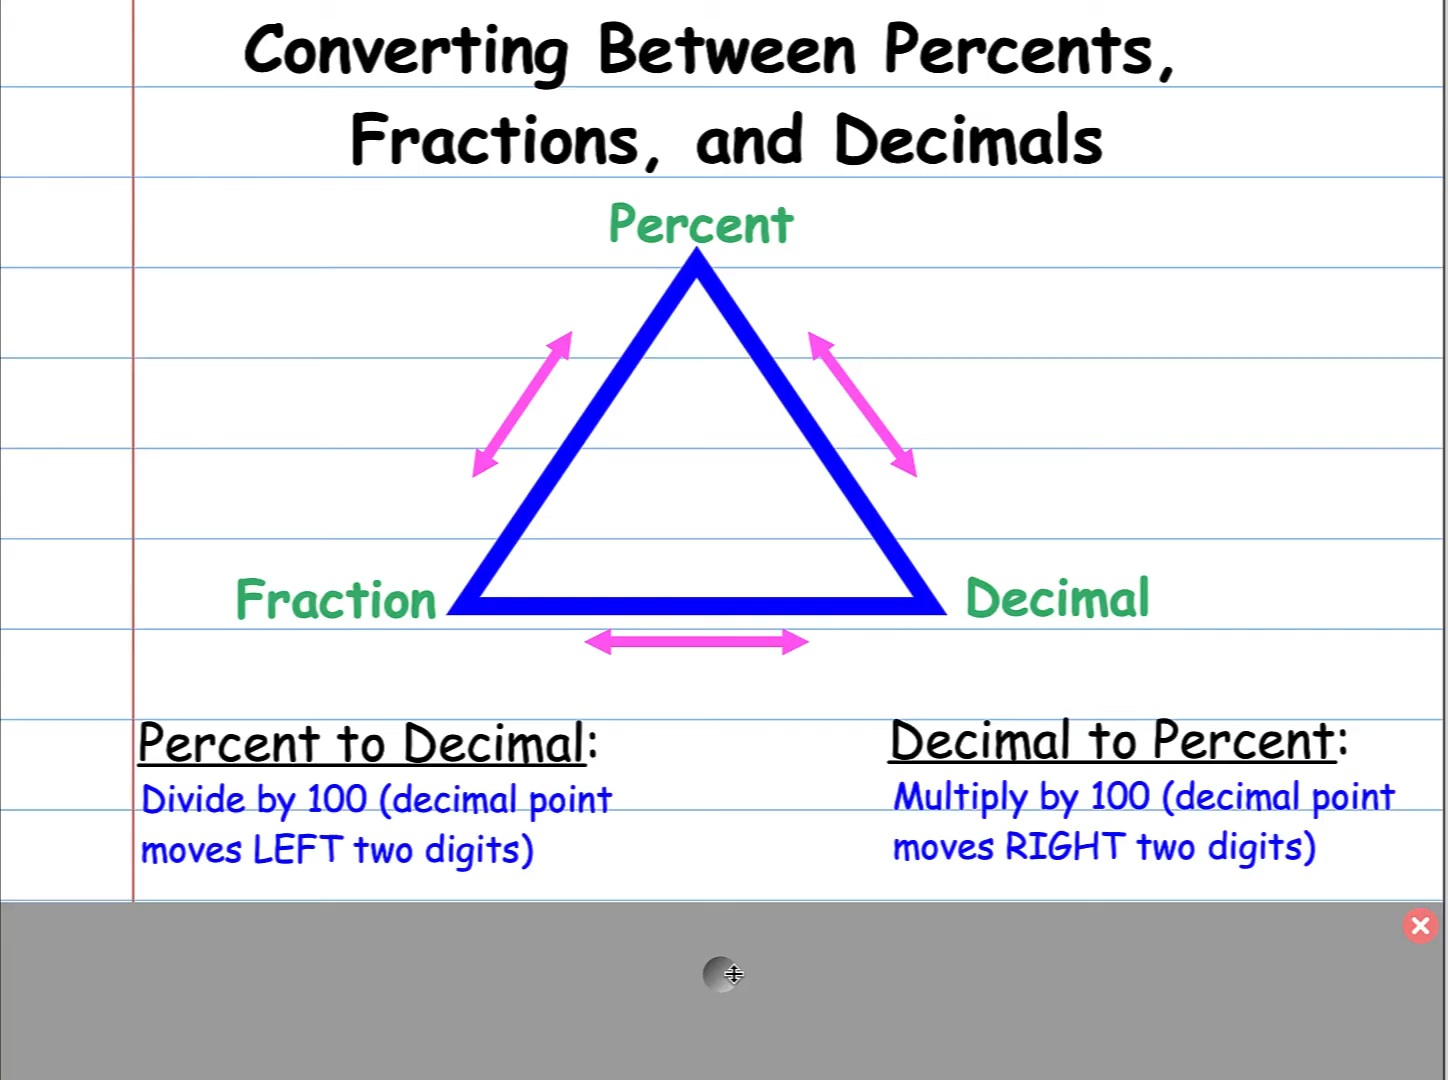 Converting Between Percents,
Fractions, and Decimals
Percent
Fraction
Decimal
Percent to Decimal:
Divide by 100 (decimal point
moves LEFT two digits)
Decimal to Percent:
Multiply by 100 (decimal point
moves RIGHT two digits)